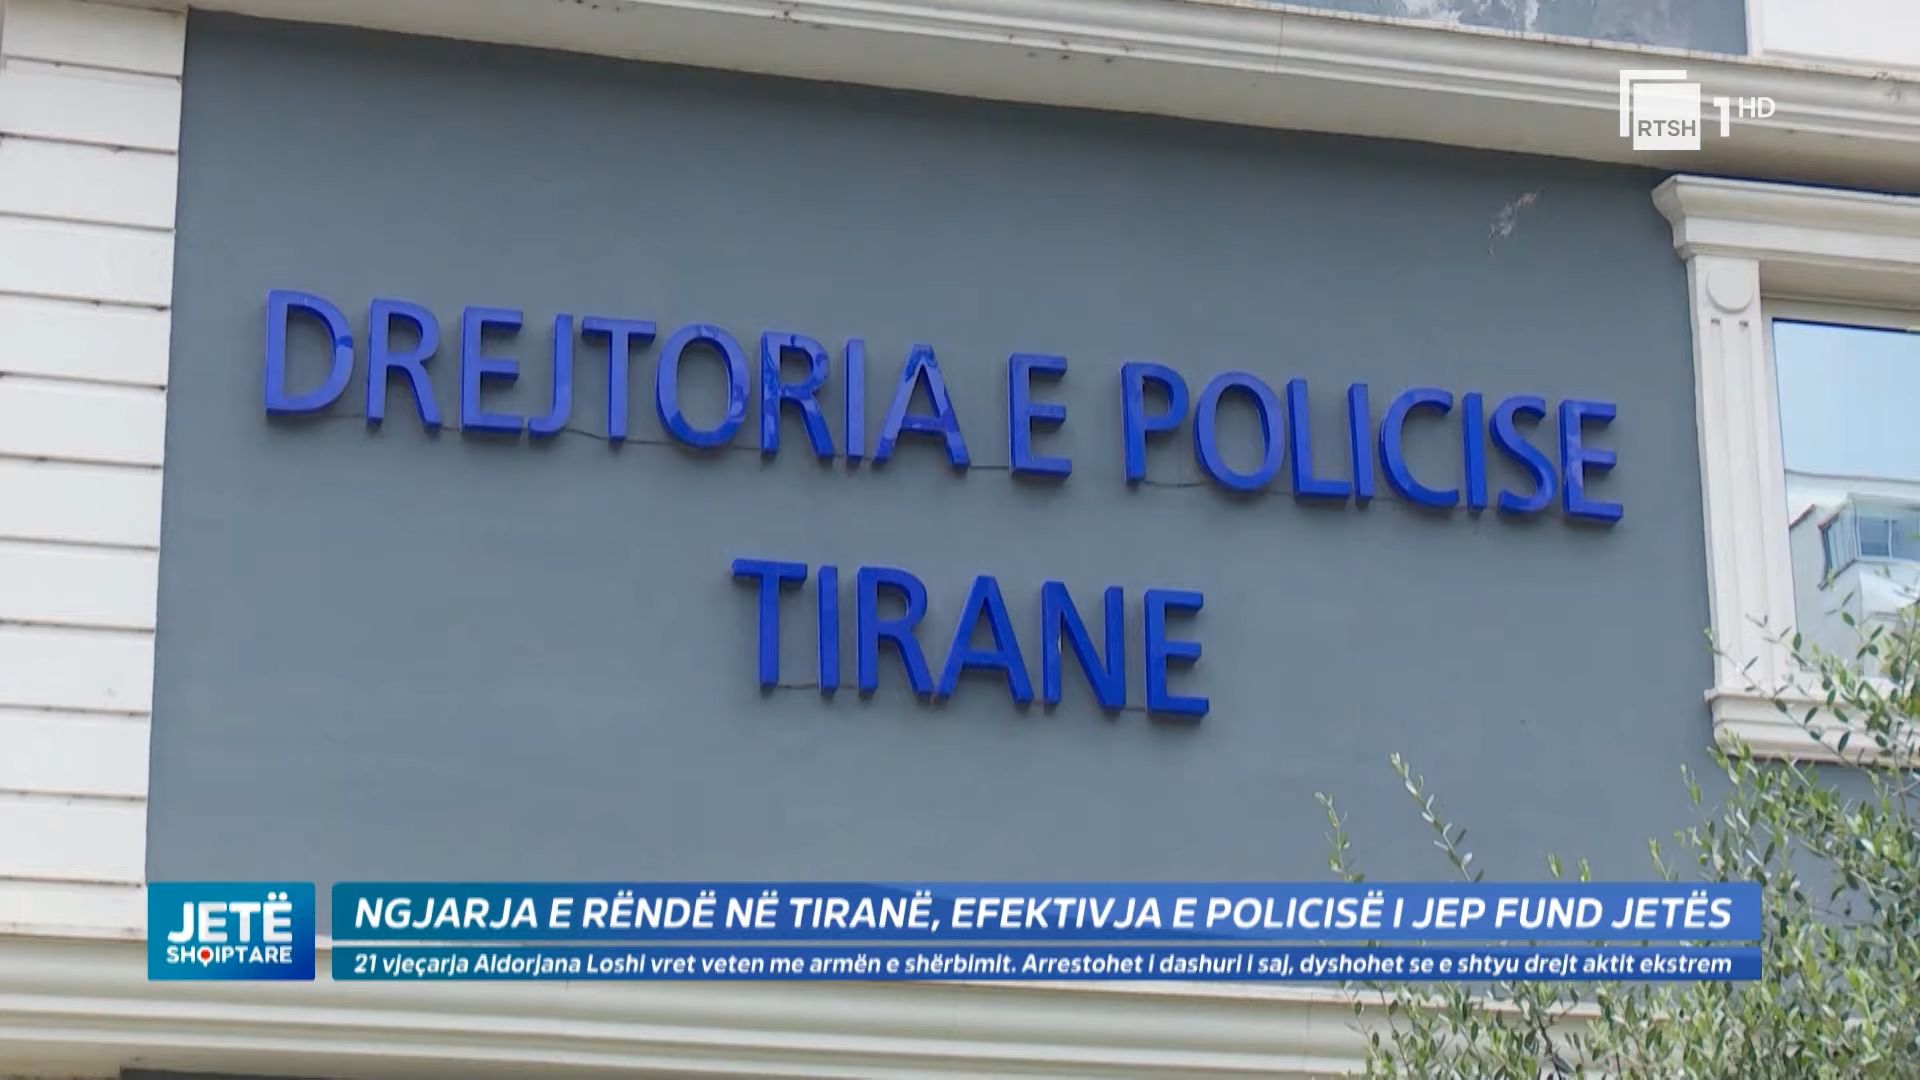 RTSH 1 HD
DREJTORIA E POLICISE
TIRANE
JETË
SHQIPTARE
NGJARJA E RËNDË NË TIRANË, EFEKTIVJA E POLICISË I JEP FUND JETËS
21 vjeçarja Aldorjana Loshi vret veten me armën e shërbimit. Arrestohet i dashuri i saj, dyshohet se e shtyu drejt aktit ekstrem